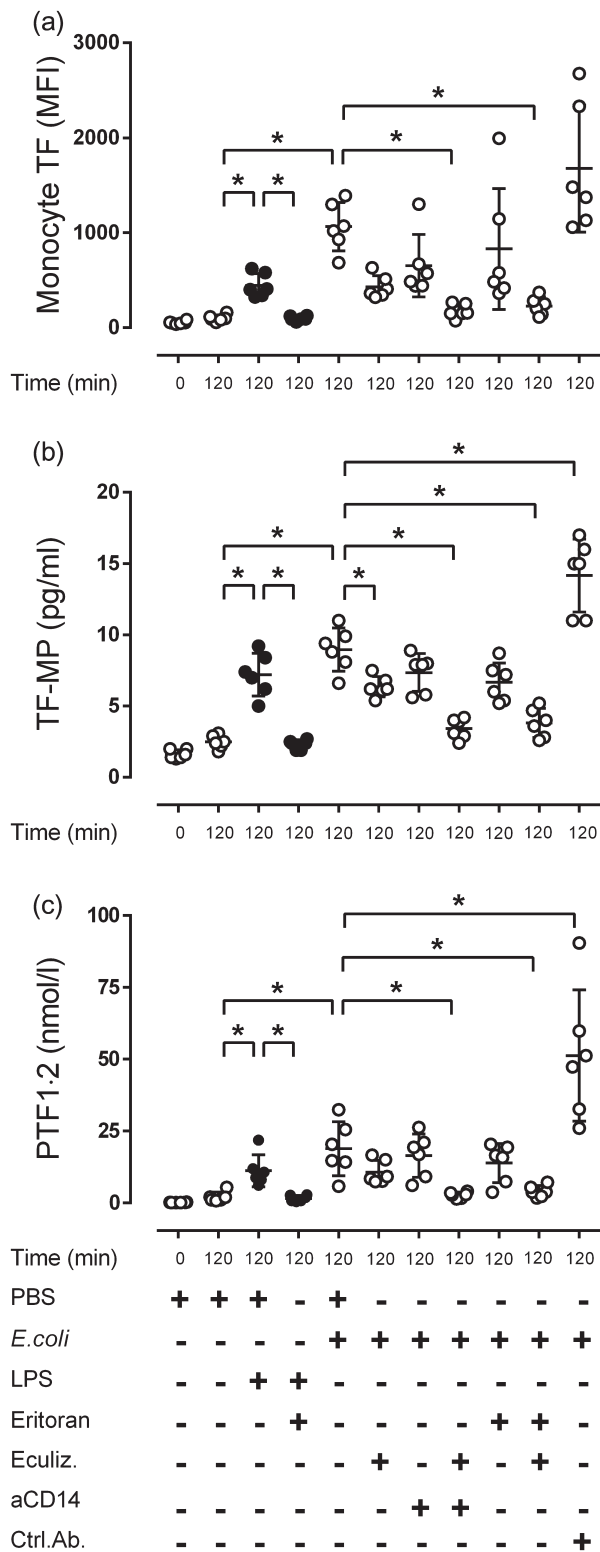 (a)
Monocyte TF (MFI)
3000
2000
1000
0
* * * * *
Time (min) 0 120 120 120 120 120 120 120 120 120 120
(b)
TF-MP (pg/ml)
20
15
10
5
0
* * * * * * *
Time (min) 0 120 120 120 120 120 120 120 120 120 120
(c)
PTF1·2 (nmol/l)
100
75
50
25
0
* * * * * *
Time (min) 0 120 120 120 120 120 120 120 120 120 120
PBS + + + - + - - - - - -
E.coli - - - - + + + + + + +
LPS - - + + - - - - - - -
Eritoran - - - + - - - - + + -
Eculiz. - - - - - + - + - + -
aCD14 - - - - - - + + - - -
Ctrl.Ab. - - - - - - - - - - +